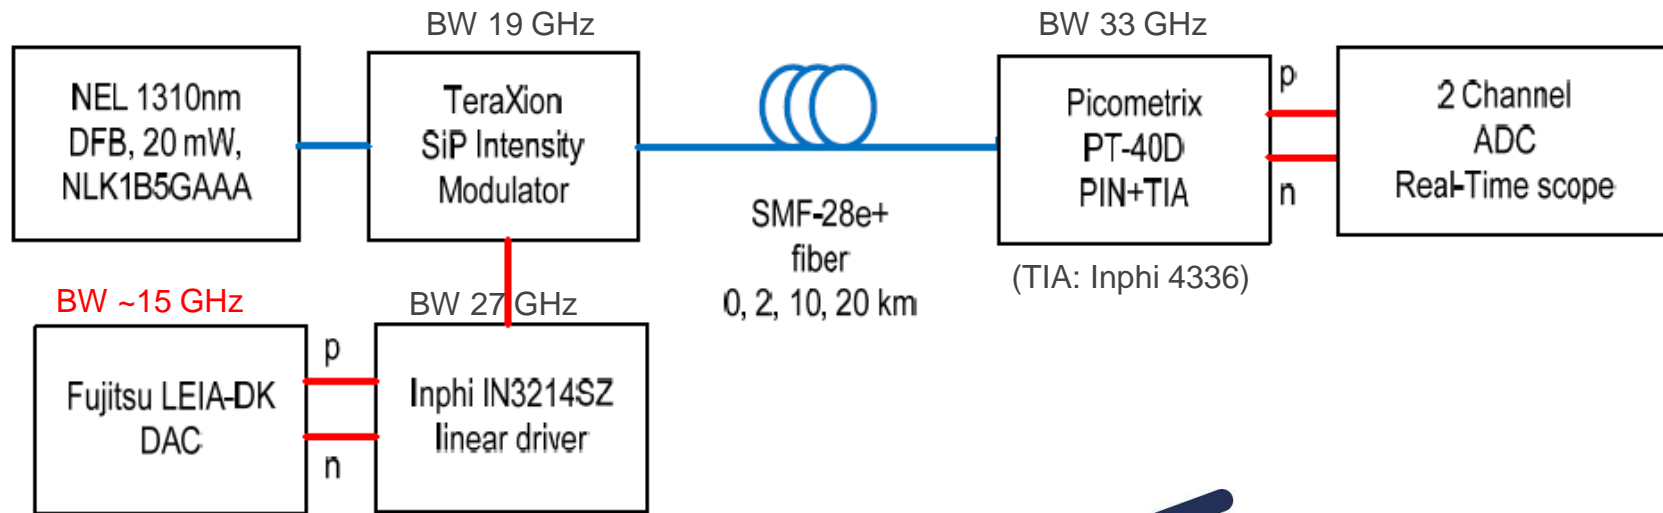 BW 19 GHz
BW 33 GHz
NEL 1310nm
DFB, 20 mW,
NLK1B5GAAA
TeraXion
SiP Intensity
Modulator
SMF-28e+
fiber
0, 2, 10, 20 km
Picometrix
PT-40D
PIN+TIA
(TIA: Inphi 4336)
p
n
2 Channel
ADC
Real-Time scope
BW ~15 GHz
BW 27 GHz
Fujitsu LEIA-DK
DAC
p
n
Inphi IN3214SZ
linear driver